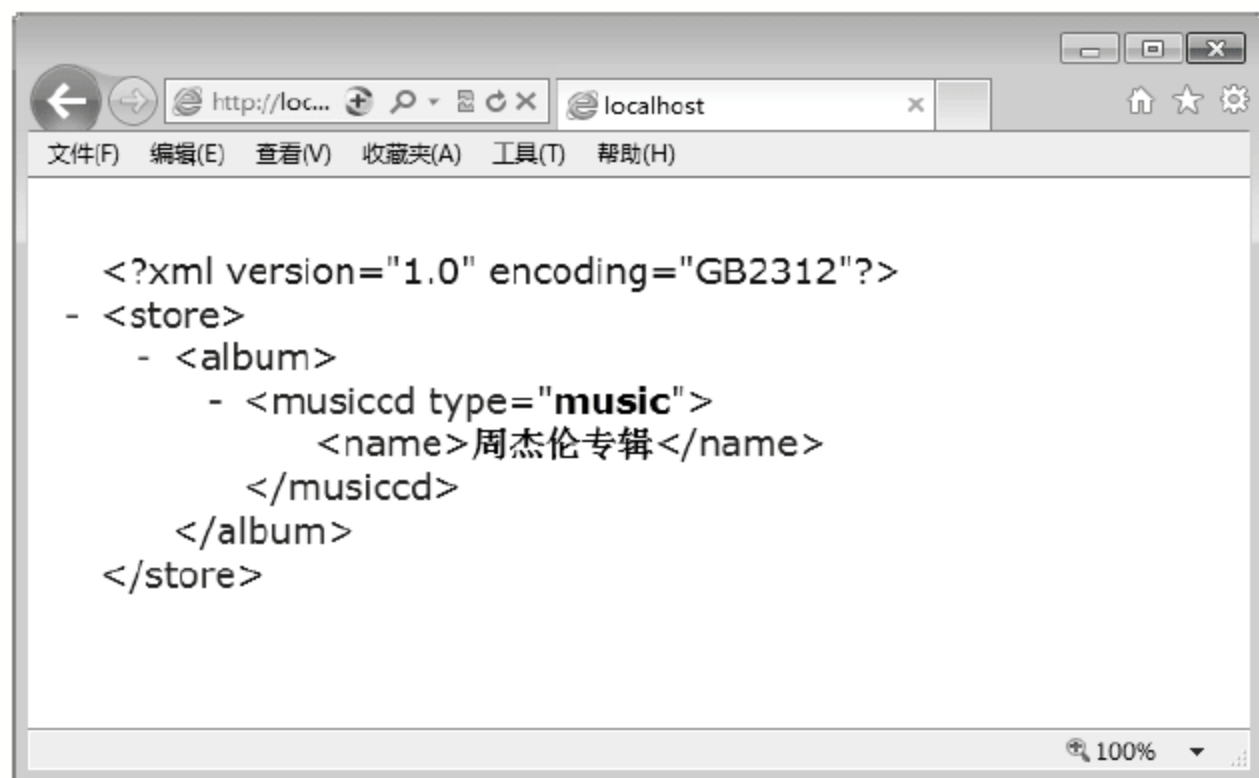 http://loc...
localhost
文件(F) 编辑(E) 查看(V) 收藏夹(A) 工具(T) 帮助(H)
<?xml version="1.0" encoding="GB2312"?>
- <store>
- <album>
- <musiccd type="music">
<name>周杰伦专辑</name>
</musiccd>
</album>
</store>
100%